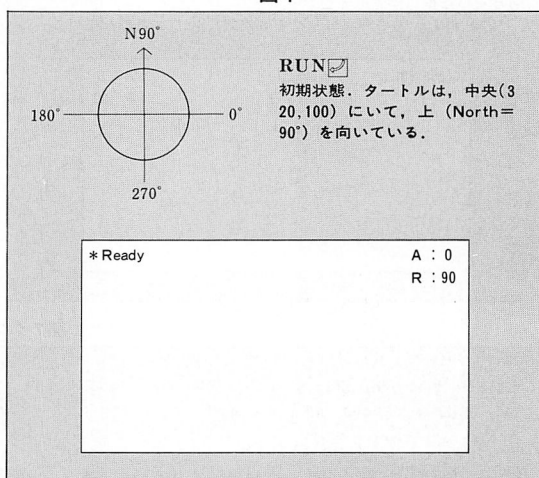 N90°
180°
0°
270°
RUN
初期状態．タートルは，中央(3
20,100) にいて，上 (North＝
90°) を向いている．
*Ready
A : 0
R : 90